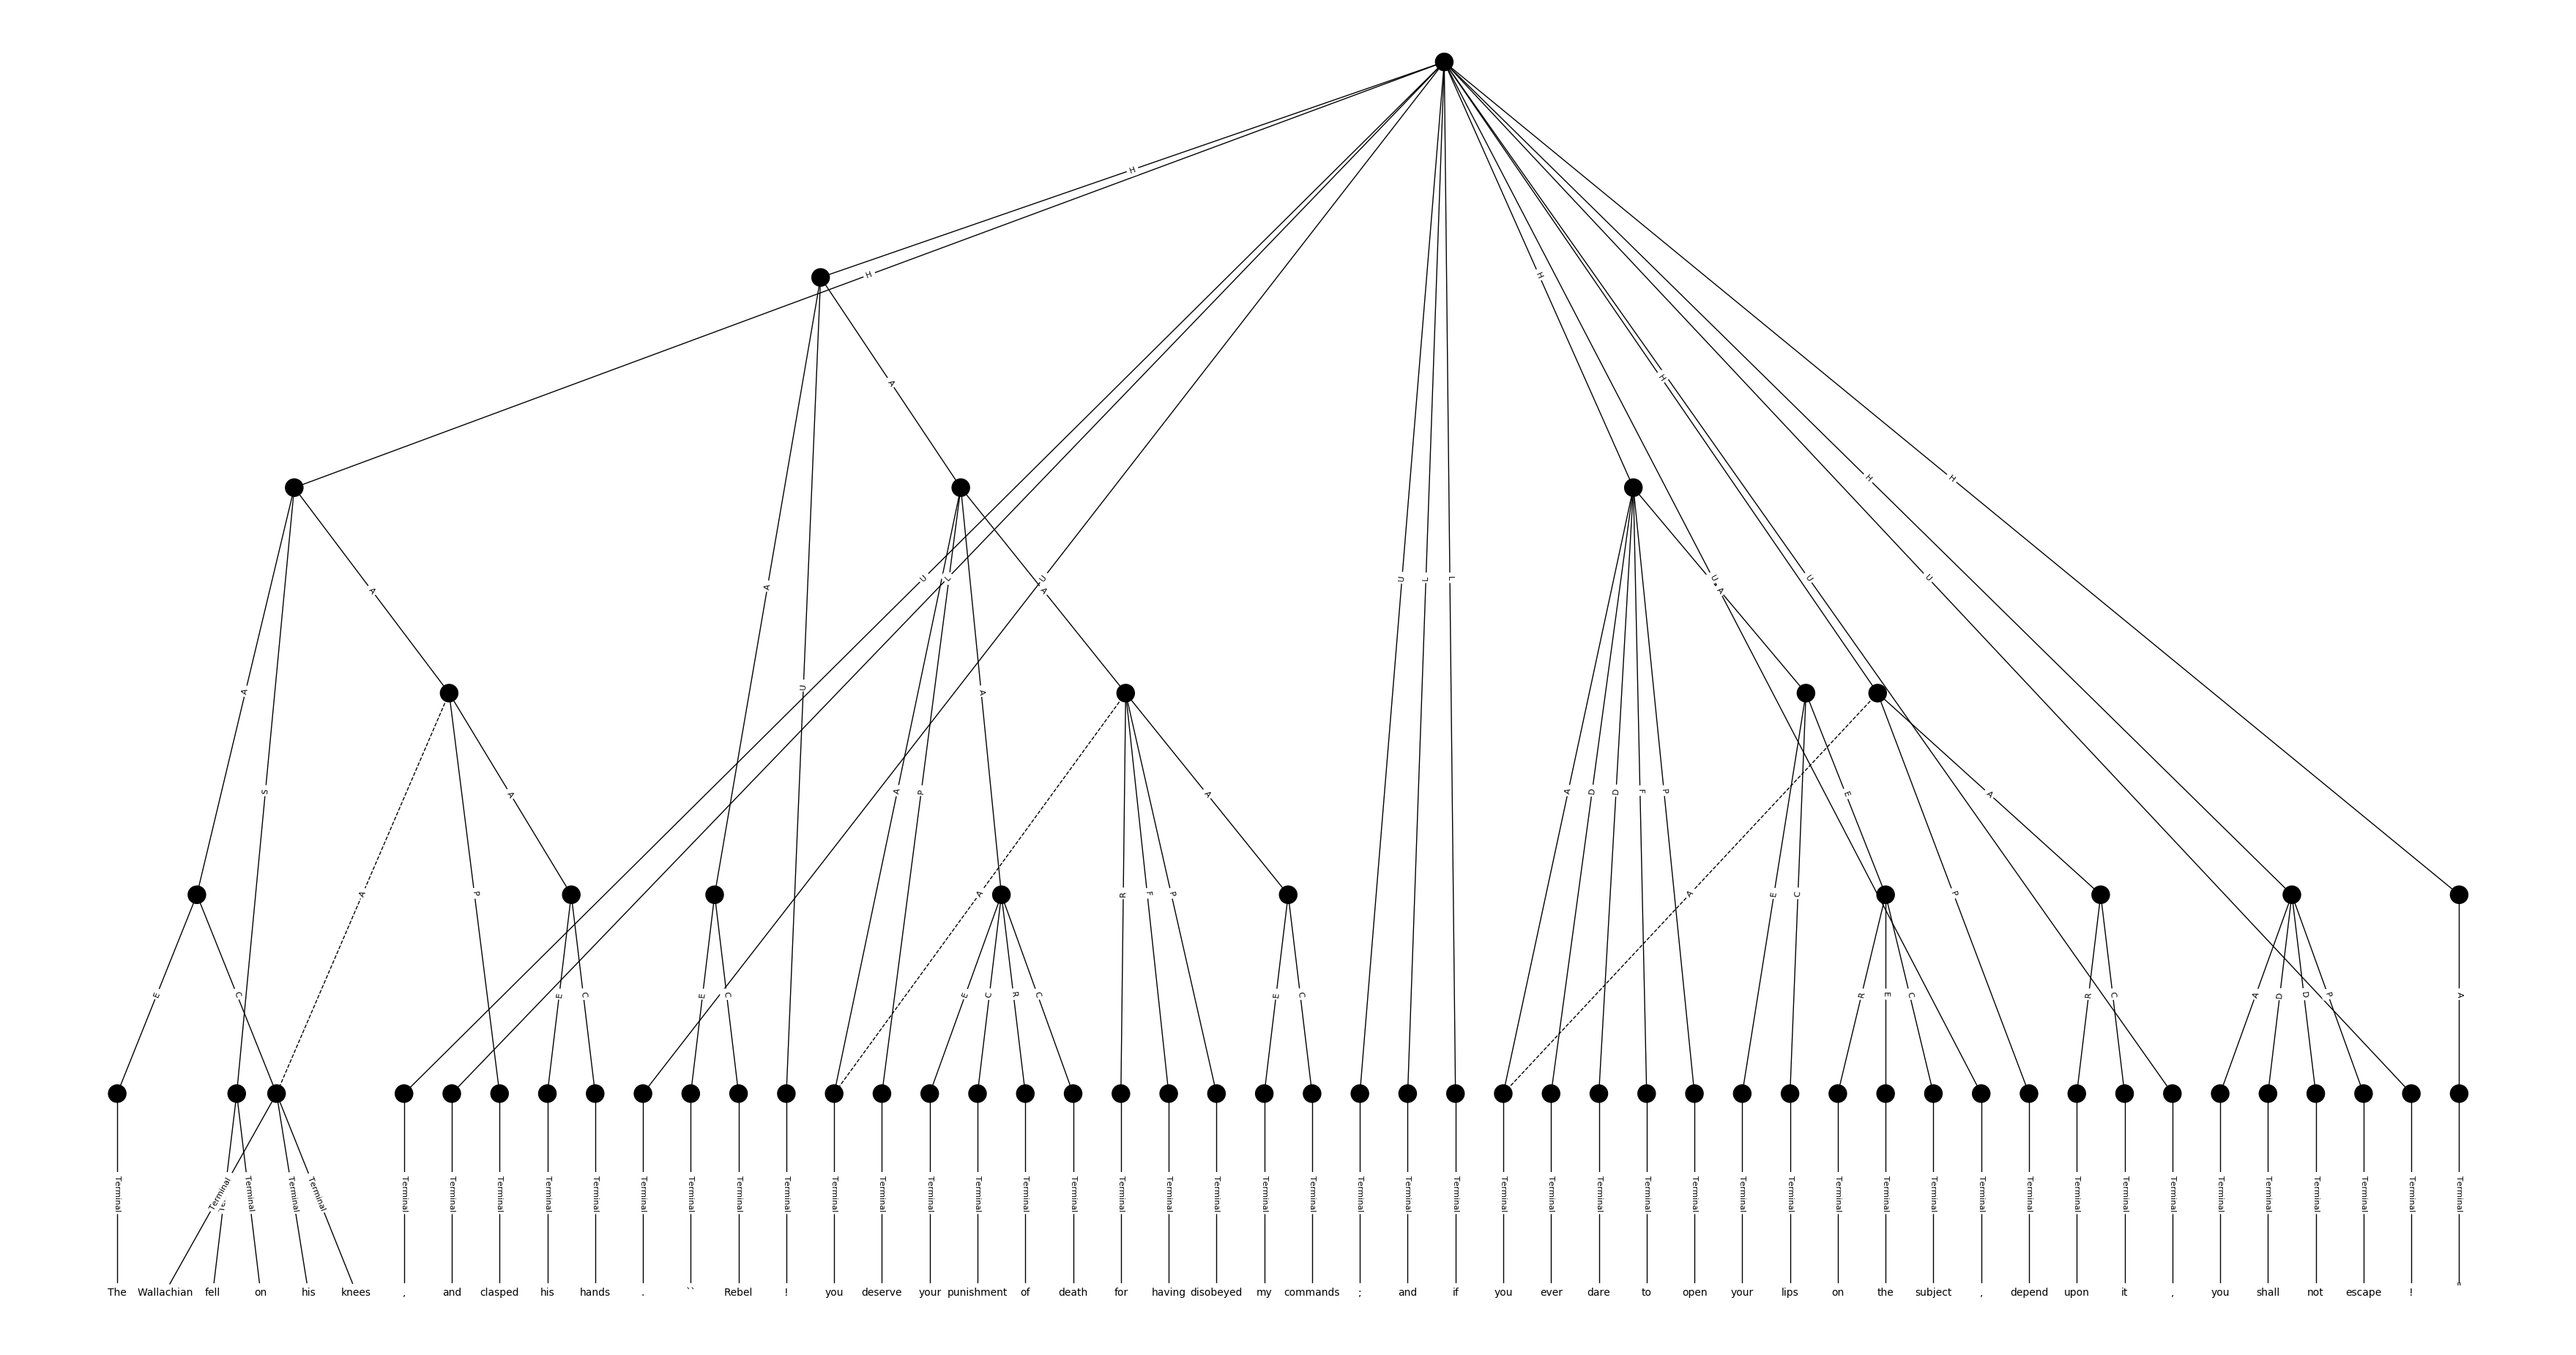 H
H
H
A
A
A
U
L
U
A
U
L
L
U
A
H
U
U
H
H
A
S
A
P
A
A
U
A
P
A
A
R
F
P
A
A
D
D
F
P
E
C
E
A
P
A
E
C
E
C
E
C
E
C
R
C
E
C
R
E
C
R
C
A
D
D
P
A
Terminal Terminal Terminal Terminal Terminal Terminal Terminal Terminal Terminal Terminal Terminal Terminal Terminal Terminal Terminal Terminal Terminal Terminal Terminal Terminal Terminal Terminal Terminal Terminal Terminal Terminal Terminal Terminal Terminal Terminal Terminal Terminal Terminal Terminal Terminal Terminal Terminal Terminal Terminal Terminal Terminal Terminal Terminal Terminal Terminal Terminal Terminal Terminal
The Wallachian fell on his knees , and clasped his hands . `` Rebel ! you deserve your punishment of death for having disobeyed my commands ; and if you ever dare to open your lips on the subject , depend upon it , you shall not escape ! "